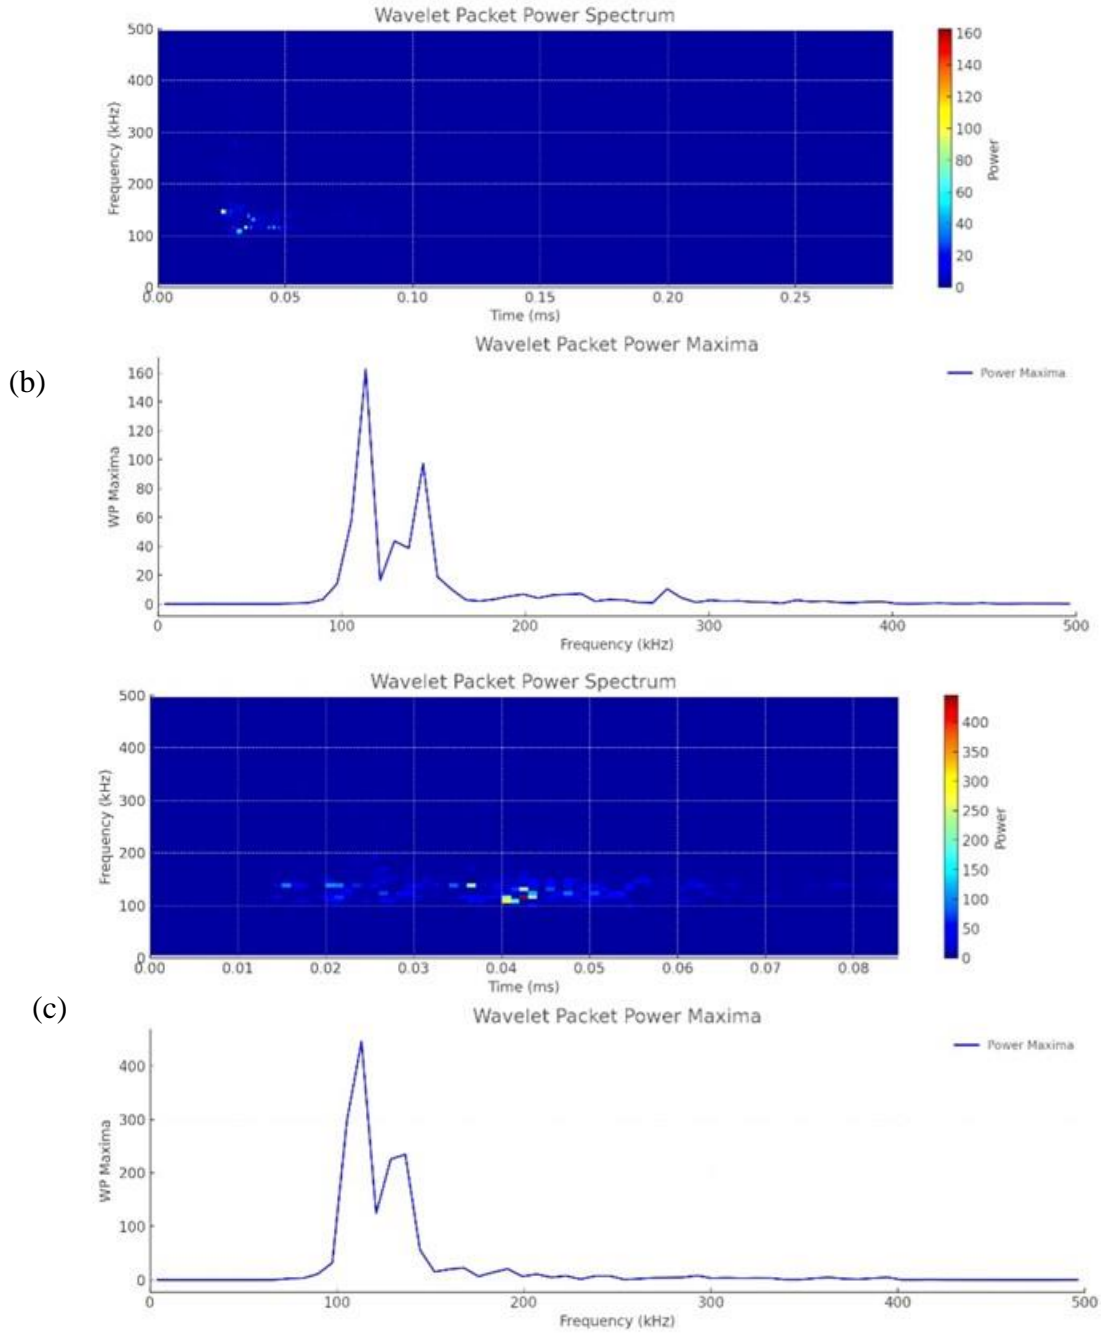 Wavelet Packet Power Spectrum
500
400
300
200
100
0
Frequency (kHz)
0.00 0.05 0.10 0.15 0.20 0.25
Time (ms)
160
140
120
100
80
60
40
20
0
Power
(b)
Wavelet Packet Power Maxima
Power Maxima
160
140
120
100
80
60
40
20
0
WP Maxima
0 100 200 300 400 500
Frequency (kHz)
Wavelet Packet Power Spectrum
500
400
300
200
100
0
Frequency (kHz)
0.00 0.01 0.02 0.03 0.04 0.05 0.06 0.07 0.08
Time (ms)
400
350
300
250
200
150
100
50
0
Power
(c)
Wavelet Packet Power Maxima
Power Maxima
400
300
200
100
0
WP Maxima
0 100 200 300 400 500
Frequency (kHz)